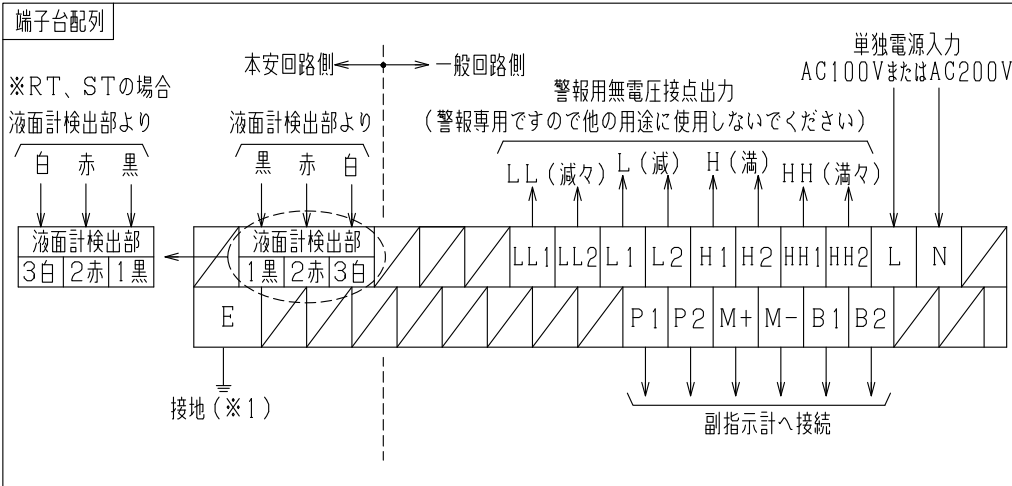 端子台配列
本安回路側
一般回路側
単独電源入力
AC100VまたはAC200V
※RT、STの場合
液面計検出部より
液面計検出部より
警報用無電圧接点出力
(警報専用ですので他の用途に使用しないでください)
白 赤 黒
黒 赤 白
LL(減々) L(減) H(満) HH(満々)
液面計検出部
3白 2赤 1黒
液面計検出部
1黒 2赤 3白
LL1 LL2 L1 L2 H1 H2 HH1 HH2 L N
E P1 P2 M+ M- B1 B2
接地(※1)
副指示計へ接続